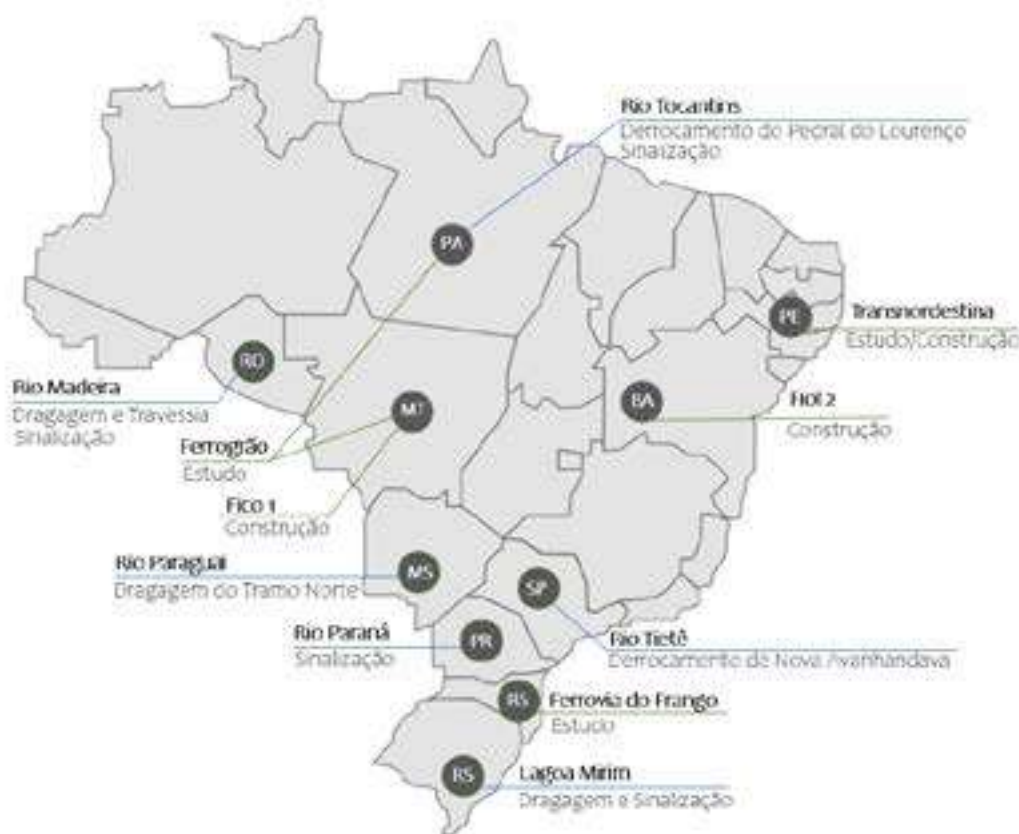 Rio Tocantins
Derrocamento do Pedral do Lourenço
Sinalização
PA
PE
Transnordestina
Estudo/Construção
RO
Rio Madeira
Dragagem e Travessia
Sinalização
MT
BA
Fiol 2
Construção
Ferrogrão
Estudo
Fico 1
Construção
Rio Paraguai
Dragagem do Tramo Norte
MS
SP
Rio Paraná
Sinalização
PR
Rio Tietê
Derrocamento de Nova Avanhandava
RS
Ferrovia do Frango
Estudo
RS
Lagoa Mirim
Dragagem e Sinalização